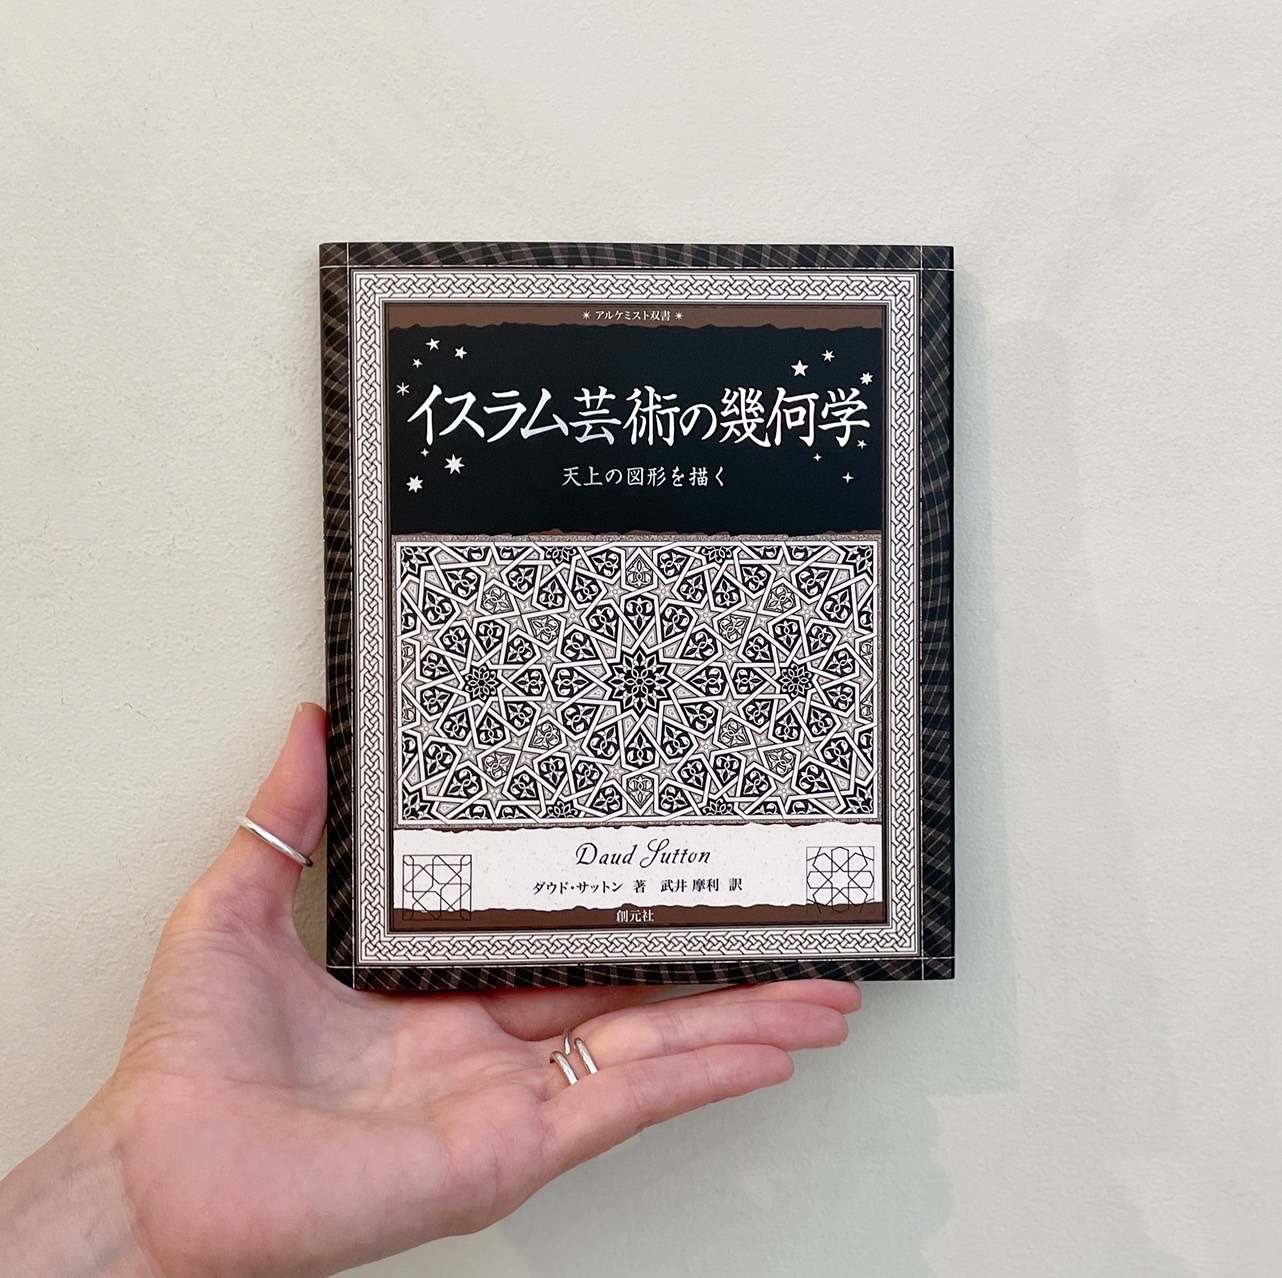 ✴ アルケミスト双書 ✴
イスラム芸術の幾何学
天上の図形を描く
Daud Sutton
ダウド・サットン 著 武井 摩利 訳
創元社